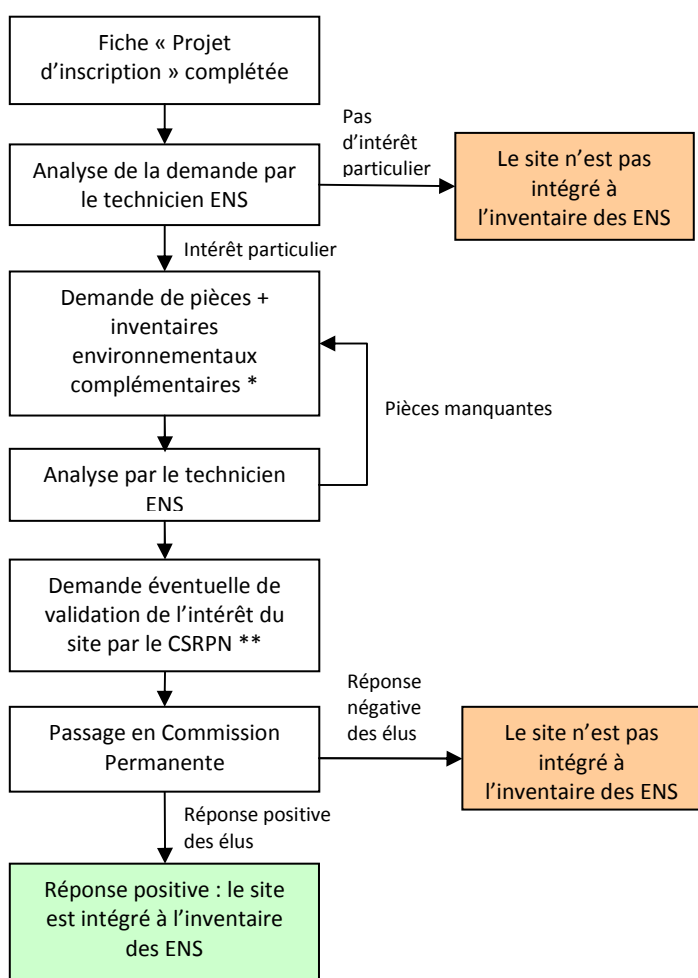 Fiche « Projet
d’inscription » complétée
Pas
d’intérêt
particulier
Analyse de la demande par
le technicien ENS
Le site n’est pas
intégré à
l’inventaire des ENS
Intérêt particulier
Demande de pièces +
inventaires
environnementaux
complémentaires *
Pièces manquantes
Analyse par le technicien
ENS
Demande éventuelle de
validation de l’intérêt du
site par le CSRPN **
Réponse
négative
des élus
Passage en Commission
Permanente
Le site n’est pas
intégré à
l’inventaire des ENS
Réponse positive
des élus
Réponse positive : le site
est intégré à l’inventaire
des ENS